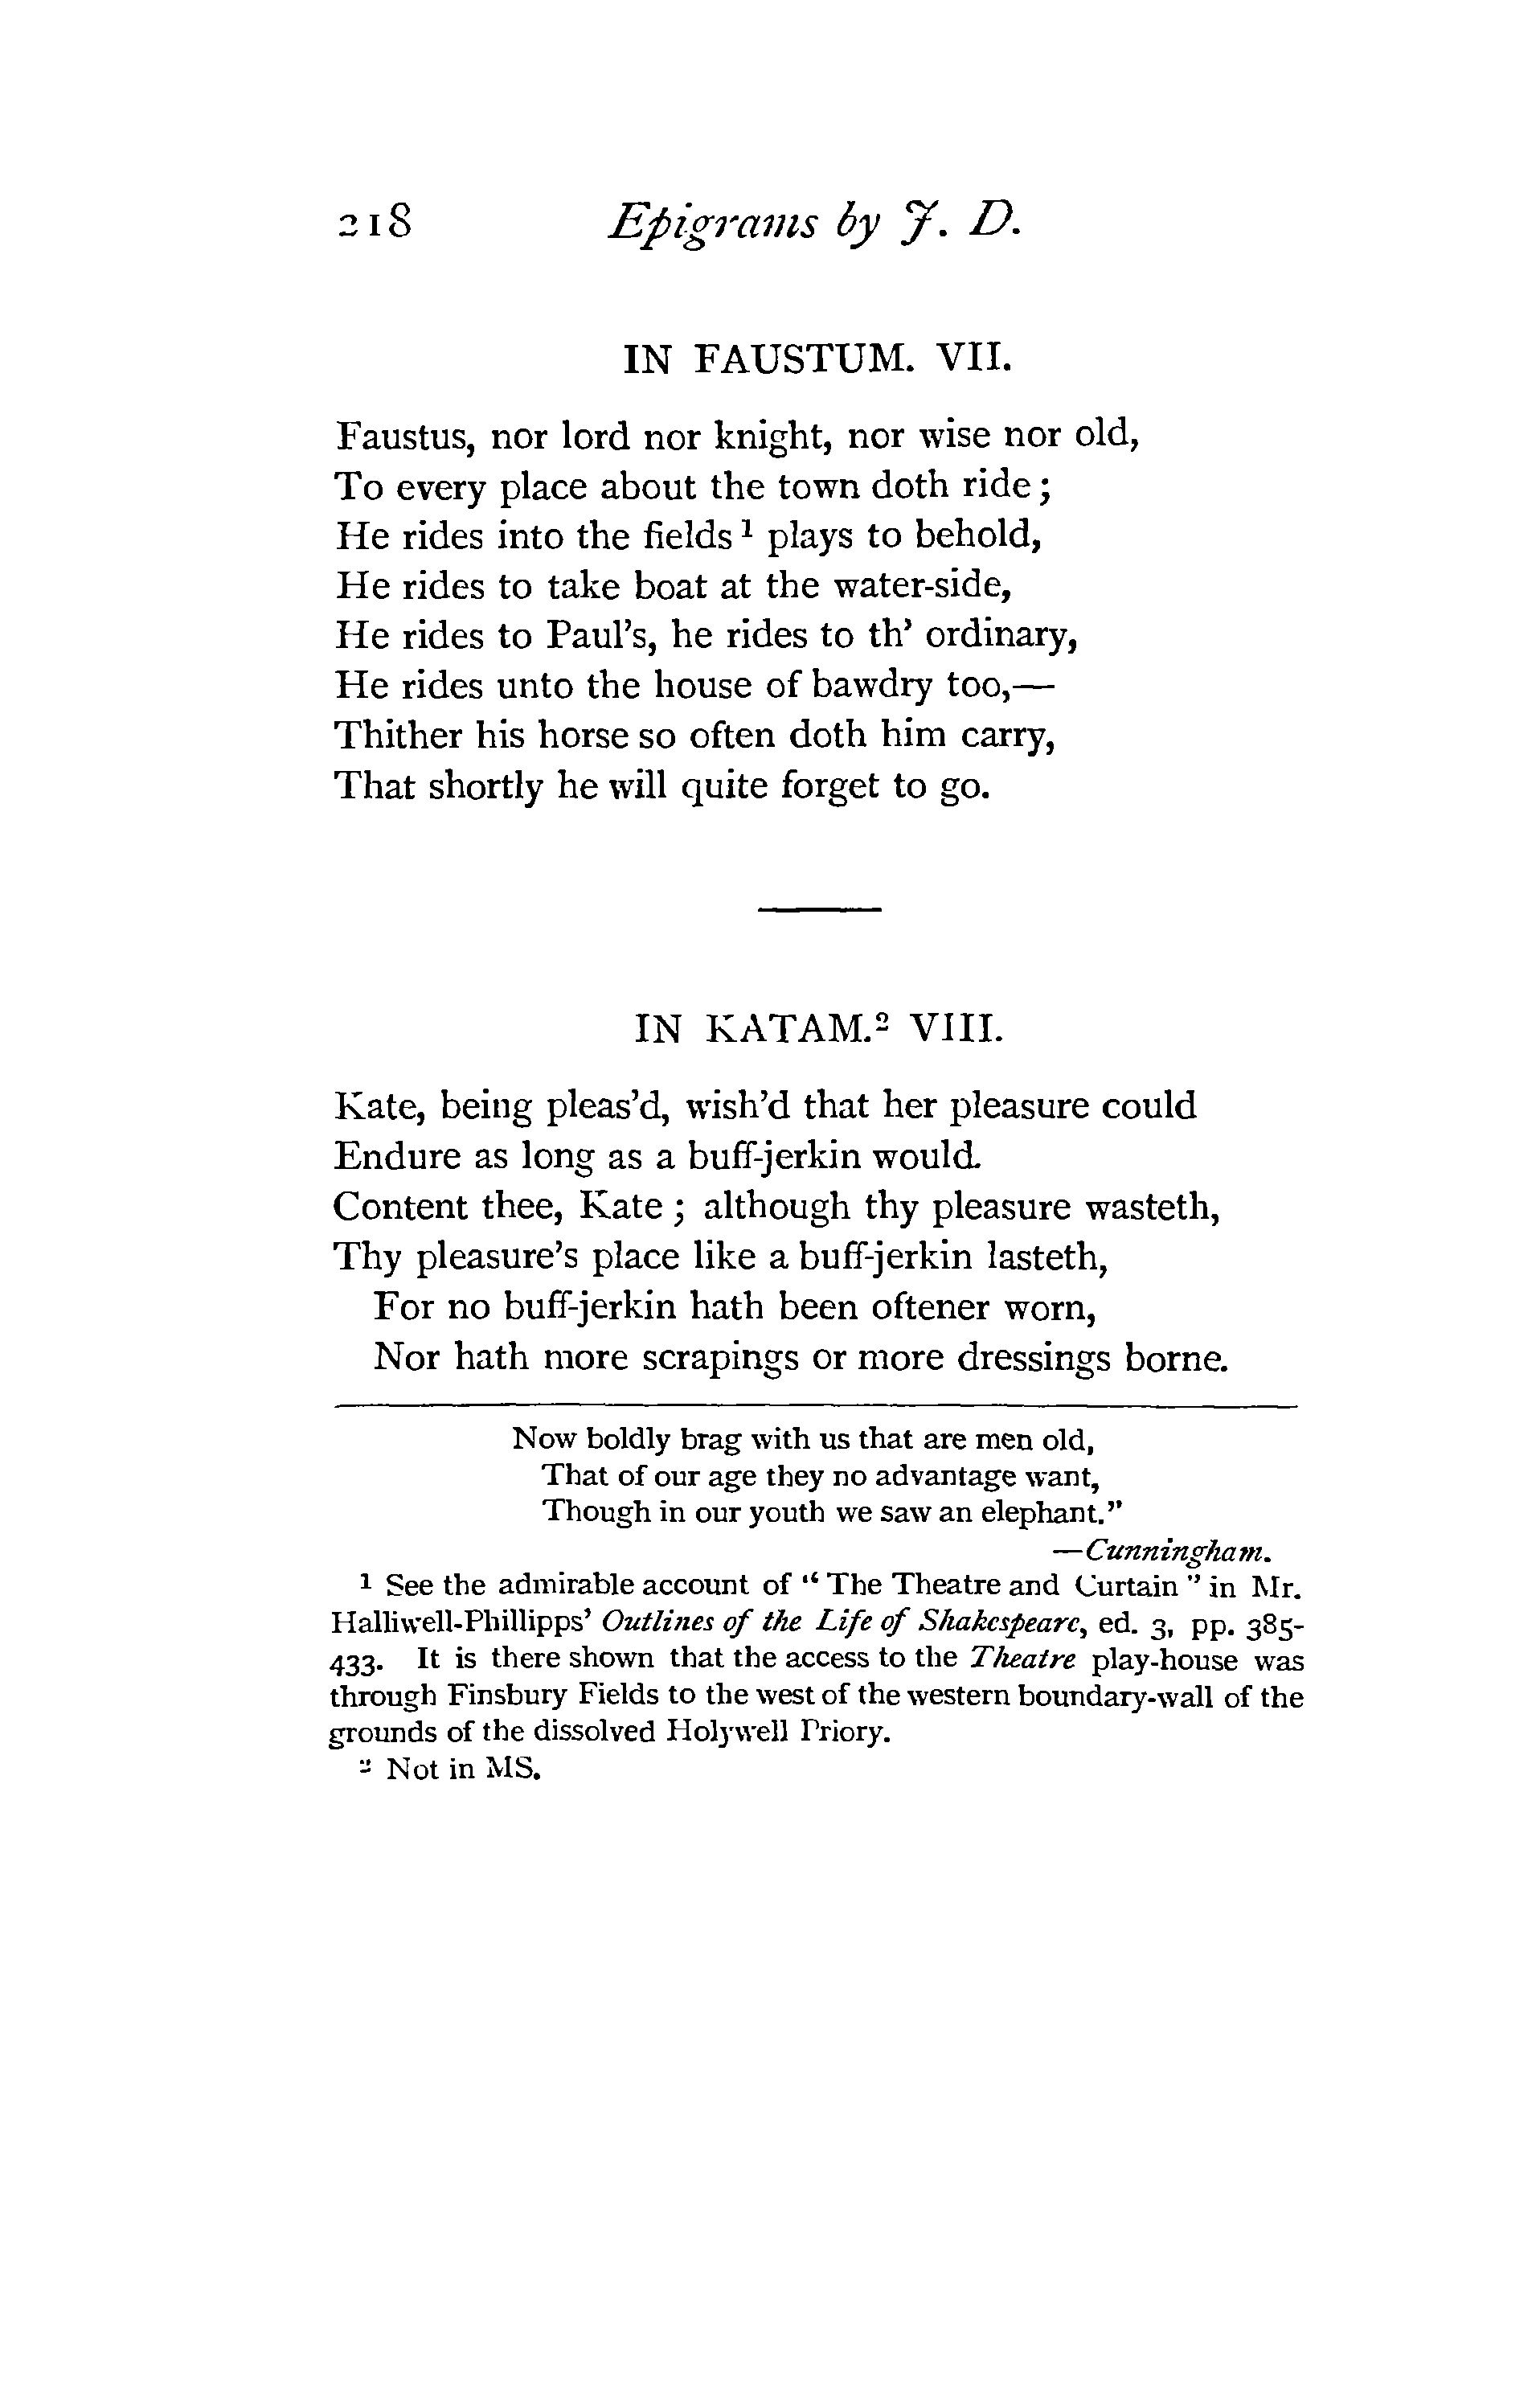 218 Epigrams by J. D.
IN FAUSTUM. VII.
Faustus, nor lord nor knight, nor wise nor old,
To every place about the town doth ride;
He rides into the fields¹ plays to behold,
He rides to take boat at the water-side,
He rides to Paul's, he rides to th' ordinary,
He rides unto the house of bawdry too,—
Thither his horse so often doth him carry,
That shortly he will quite forget to go.
IN KATAM.² VIII.
Kate, being pleas'd, wish'd that her pleasure could
Endure as long as a buff-jerkin would.
Content thee, Kate; although thy pleasure wasteth,
Thy pleasure's place like a buff-jerkin lasteth,
For no buff-jerkin hath been oftener worn,
Nor hath more scrapings or more dressings borne.
Now boldly brag with us that are men old,
That of our age they no advantage want,
Though in our youth we saw an elephant."
—Cunningham.
¹ See the admirable account of "The Theatre and Curtain" in Mr.
Halliwell-Phillipps' Outlines of the Life of Shakespeare, ed. 3, pp. 385-
433. It is there shown that the access to the Theatre play-house was
through Finsbury Fields to the west of the western boundary-wall of the
grounds of the dissolved Holywell Priory.
² Not in MS.